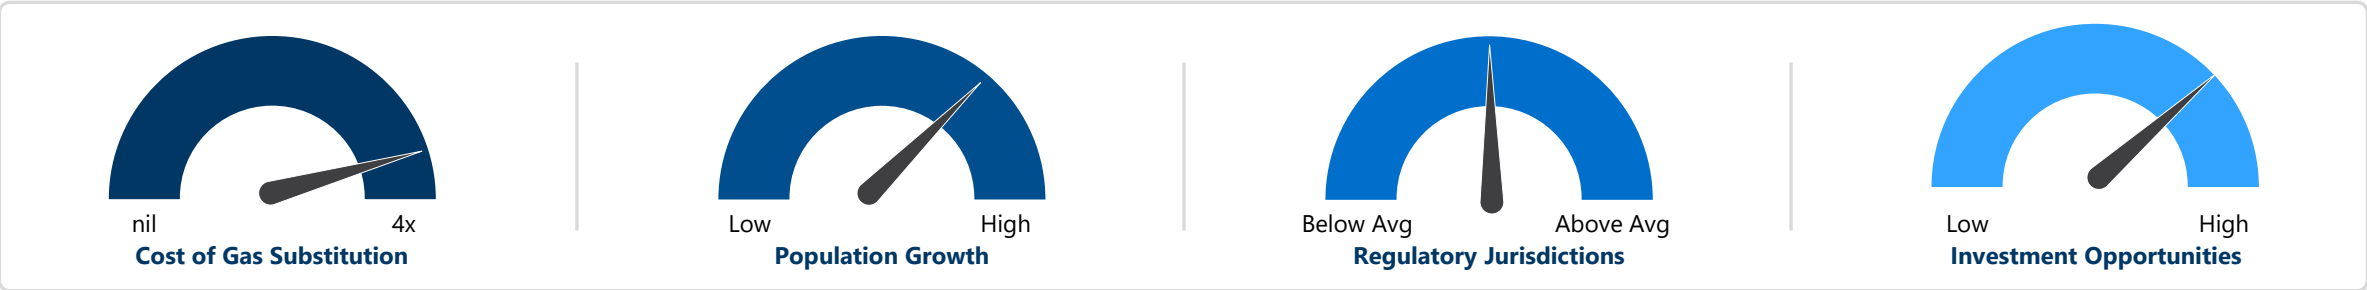 nil 4x
Cost of Gas Substitution
Low High
Population Growth
Below Avg Above Avg
Regulatory Jurisdictions
Low High
Investment Opportunities